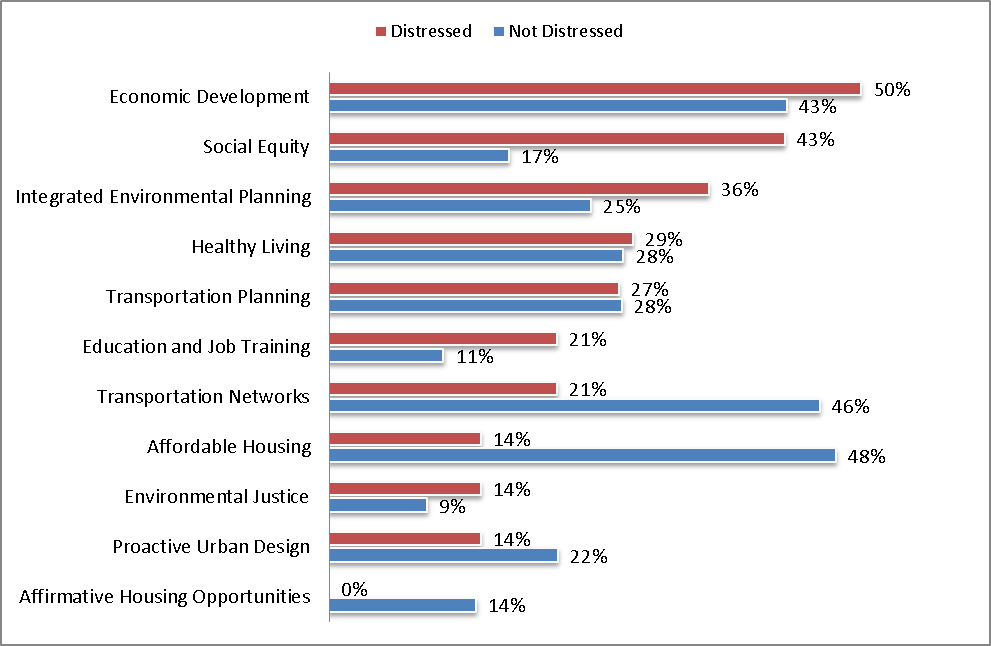 Distressed Not Distressed
Economic Development 50%
43%
Social Equity 43%
17%
Integrated Environmental Planning 36%
25%
Healthy Living 29%
28%
Transportation Planning 27%
28%
Education and Job Training 21%
11%
Transportation Networks 21%
46%
Affordable Housing 14%
48%
Environmental Justice 14%
9%
Proactive Urban Design 14%
22%
Affirmative Housing Opportunities 0%
14%